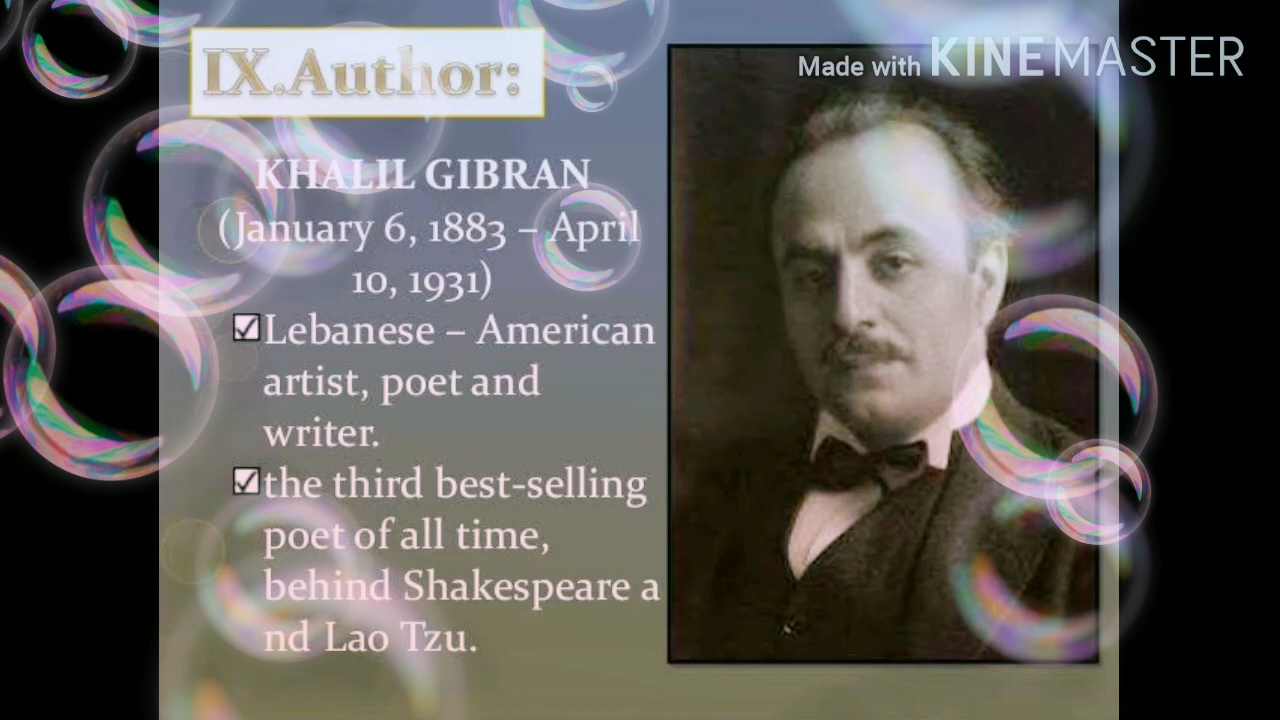 Made with KINEMASTER
IX.Author:
KHALIL GIBRAN
(January 6, 1883 – April
10, 1931)
☑Lebanese – American
artist, poet and
writer.
☑the third best-selling
poet of all time,
behind Shakespeare a
nd Lao Tzu.